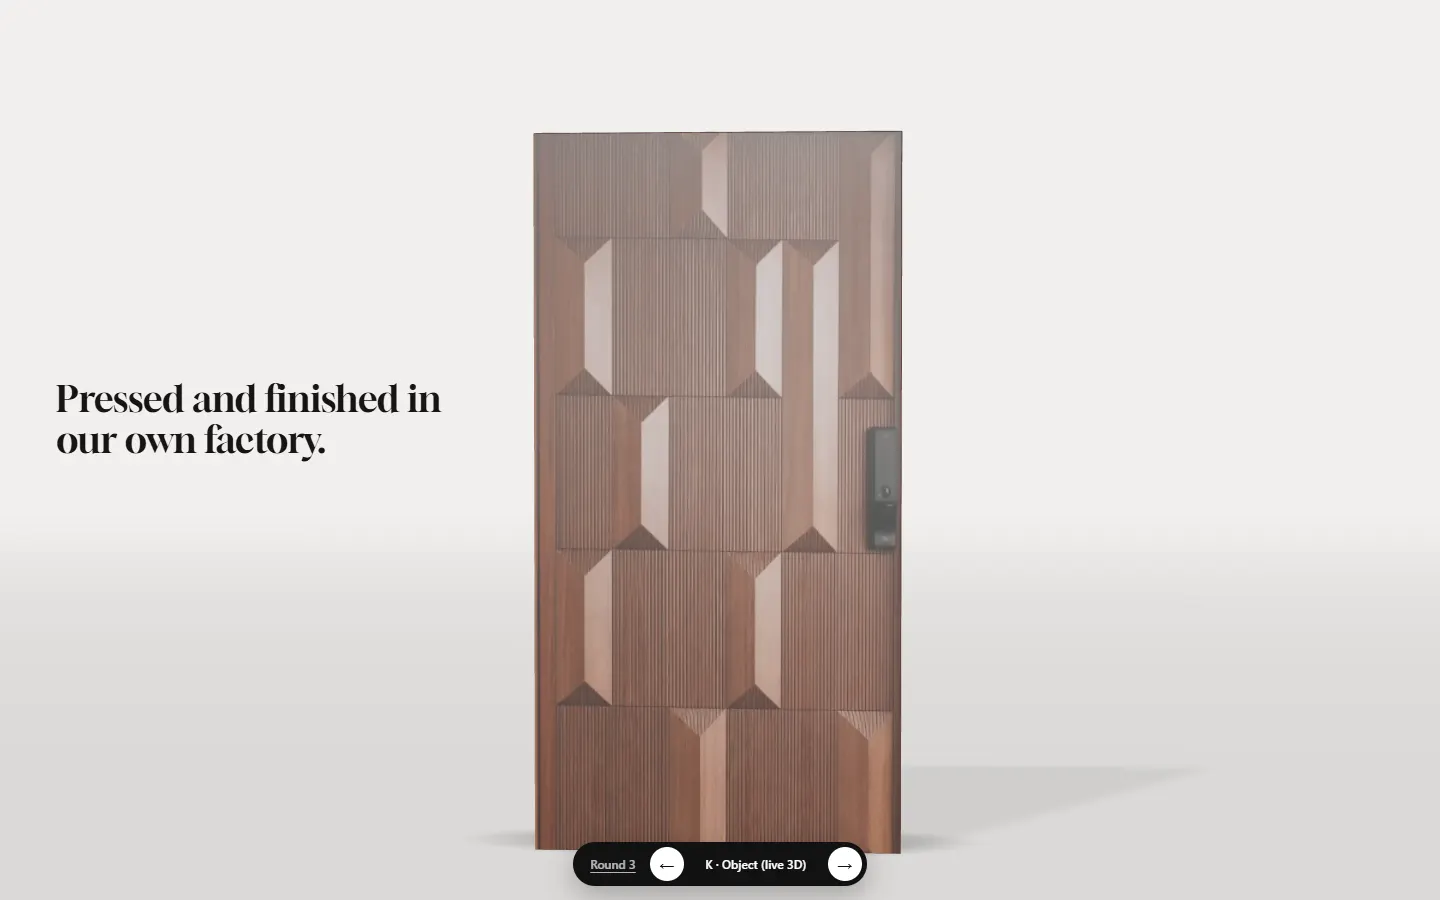 Pressed and finished in
our own factory.
Round 3 ← K · Object (live 3D) →